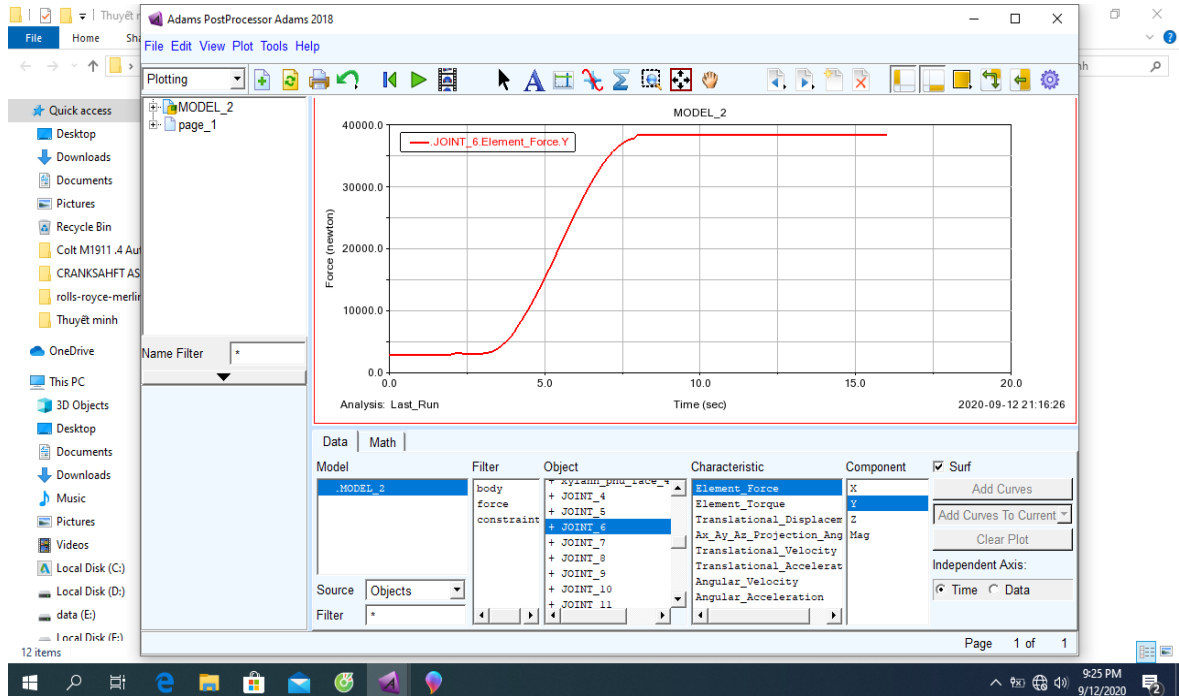 Thuyết r
Adams PostProcessor Adams 2018
File
Home
Sha
File Edit View Plot Tools Help
Plotting
Quick access
Desktop
Downloads
Documents
Pictures
Recycle Bin
Colt M1911 .4 Aut
CRANKSAHFT AS
rolls-royce-merlin
Thuyết minh
OneDrive
This PC
3D Objects
Desktop
Documents
Downloads
Music
Pictures
Videos
Local Disk (C:)
Local Disk (D:)
data (E:)
Local Disk (F:)
12 items
MODEL_2
page_1
Name Filter
*
MODEL_2
.JOINT_6.Element_Force.Y
40000.0
30000.0
20000.0
10000.0
0.0
Force (newton)
0.0
5.0
10.0
15.0
20.0
Analysis: Last_Run
Time (sec)
2020-09-12 21:16:26
Data
Math
Model
.MODEL_2
Source
Objects
Filter
*
Filter
body
force
constraint
Object
+ xylanh_phu_face_4
+ JOINT_4
+ JOINT_5
+ JOINT_6
+ JOINT_7
+ JOINT_8
+ JOINT_9
+ JOINT_10
+ JOINT_11
Characteristic
Element_Force
Element_Torque
Translational_Displacem
Ax_Ay_Az_Projection_Ang
Translational_Velocity
Translational_Accelerat
Angular_Velocity
Angular_Acceleration
Component
X
Y
Z
Mag
Surf
Add Curves
Add Curves To Current
Clear Plot
Independent Axis:
Time
Data
Page 1 of 1
9:25 PM
9/12/2020
2